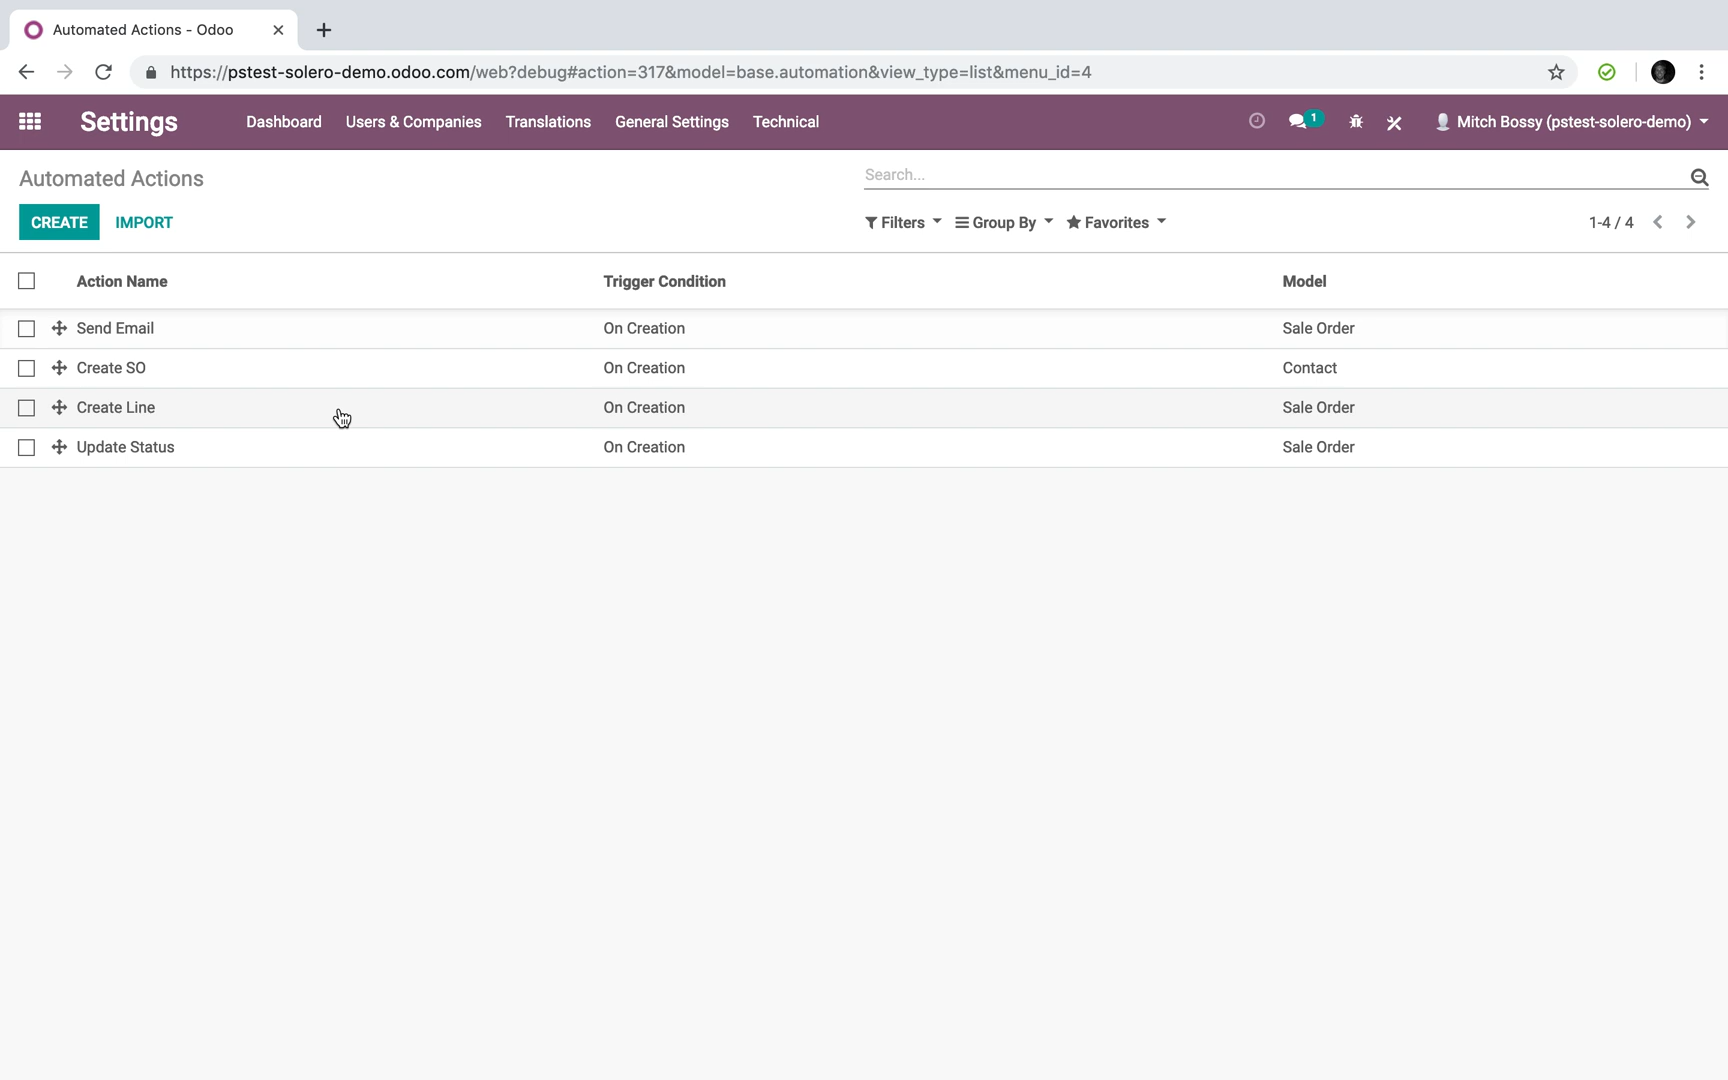 Automated Actions - Odoo
https://pstest-solero-demo.odoo.com/web?debug#action=317&model=base.automation&view_type=list&menu_id=4
Settings Dashboard Users & Companies Translations General Settings Technical 1 Mitch Bossy (pstest-solero-demo)
Automated Actions Search...
CREATE IMPORT Filters Group By Favorites 1-4 / 4
Action Name Trigger Condition Model
Send Email On Creation Sale Order
Create SO On Creation Contact
Create Line On Creation Sale Order
Update Status On Creation Sale Order